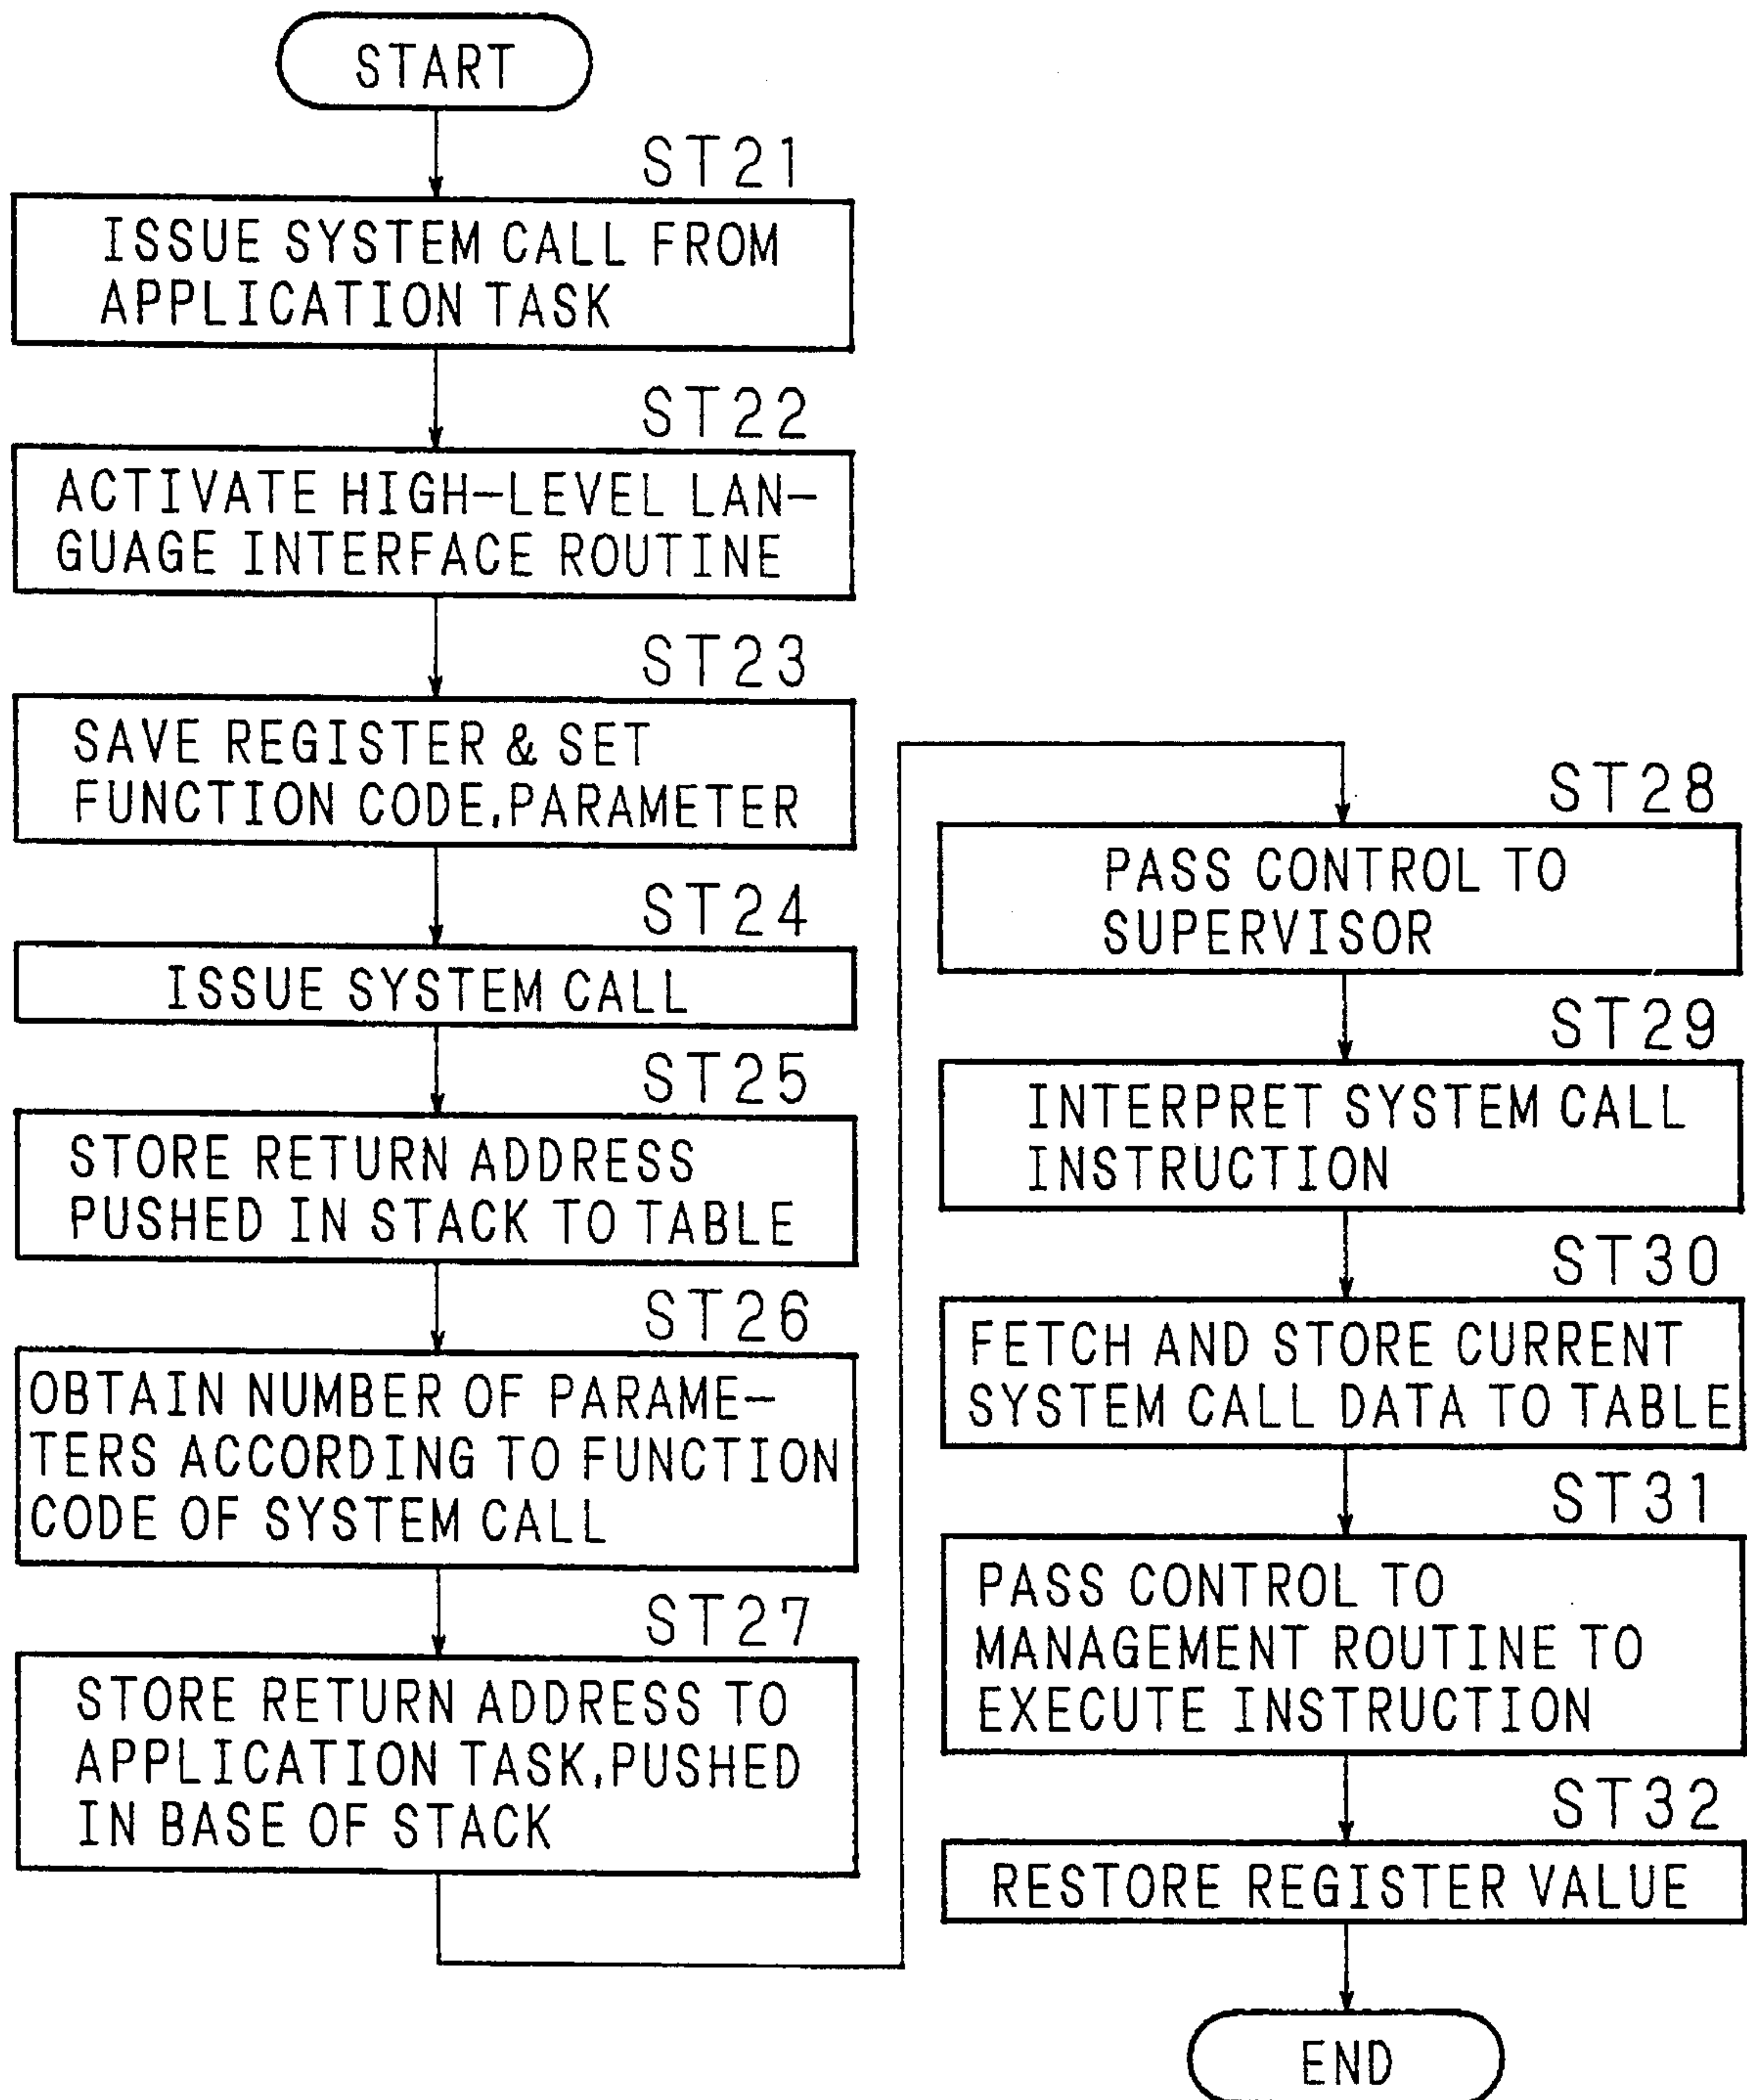 START
ST21
ISSUE SYSTEM CALL FROM
APPLICATION TASK
ST22
ACTIVATE HIGH-LEVEL LAN-
GUAGE INTERFACE ROUTINE
ST23
SAVE REGISTER & SET
FUNCTION CODE,PARAMETER
ST24
ISSUE SYSTEM CALL
ST25
STORE RETURN ADDRESS
PUSHED IN STACK TO TABLE
ST26
OBTAIN NUMBER OF PARAME-
TERS ACCORDING TO FUNCTION
CODE OF SYSTEM CALL
ST27
STORE RETURN ADDRESS TO
APPLICATION TASK,PUSHED
IN BASE OF STACK
ST28
PASS CONTROL TO
SUPERVISOR
ST29
INTERPRET SYSTEM CALL
INSTRUCTION
ST30
FETCH AND STORE CURRENT
SYSTEM CALL DATA TO TABLE
ST31
PASS CONTROL TO
MANAGEMENT ROUTINE TO
EXECUTE INSTRUCTION
ST32
RESTORE REGISTER VALUE
END